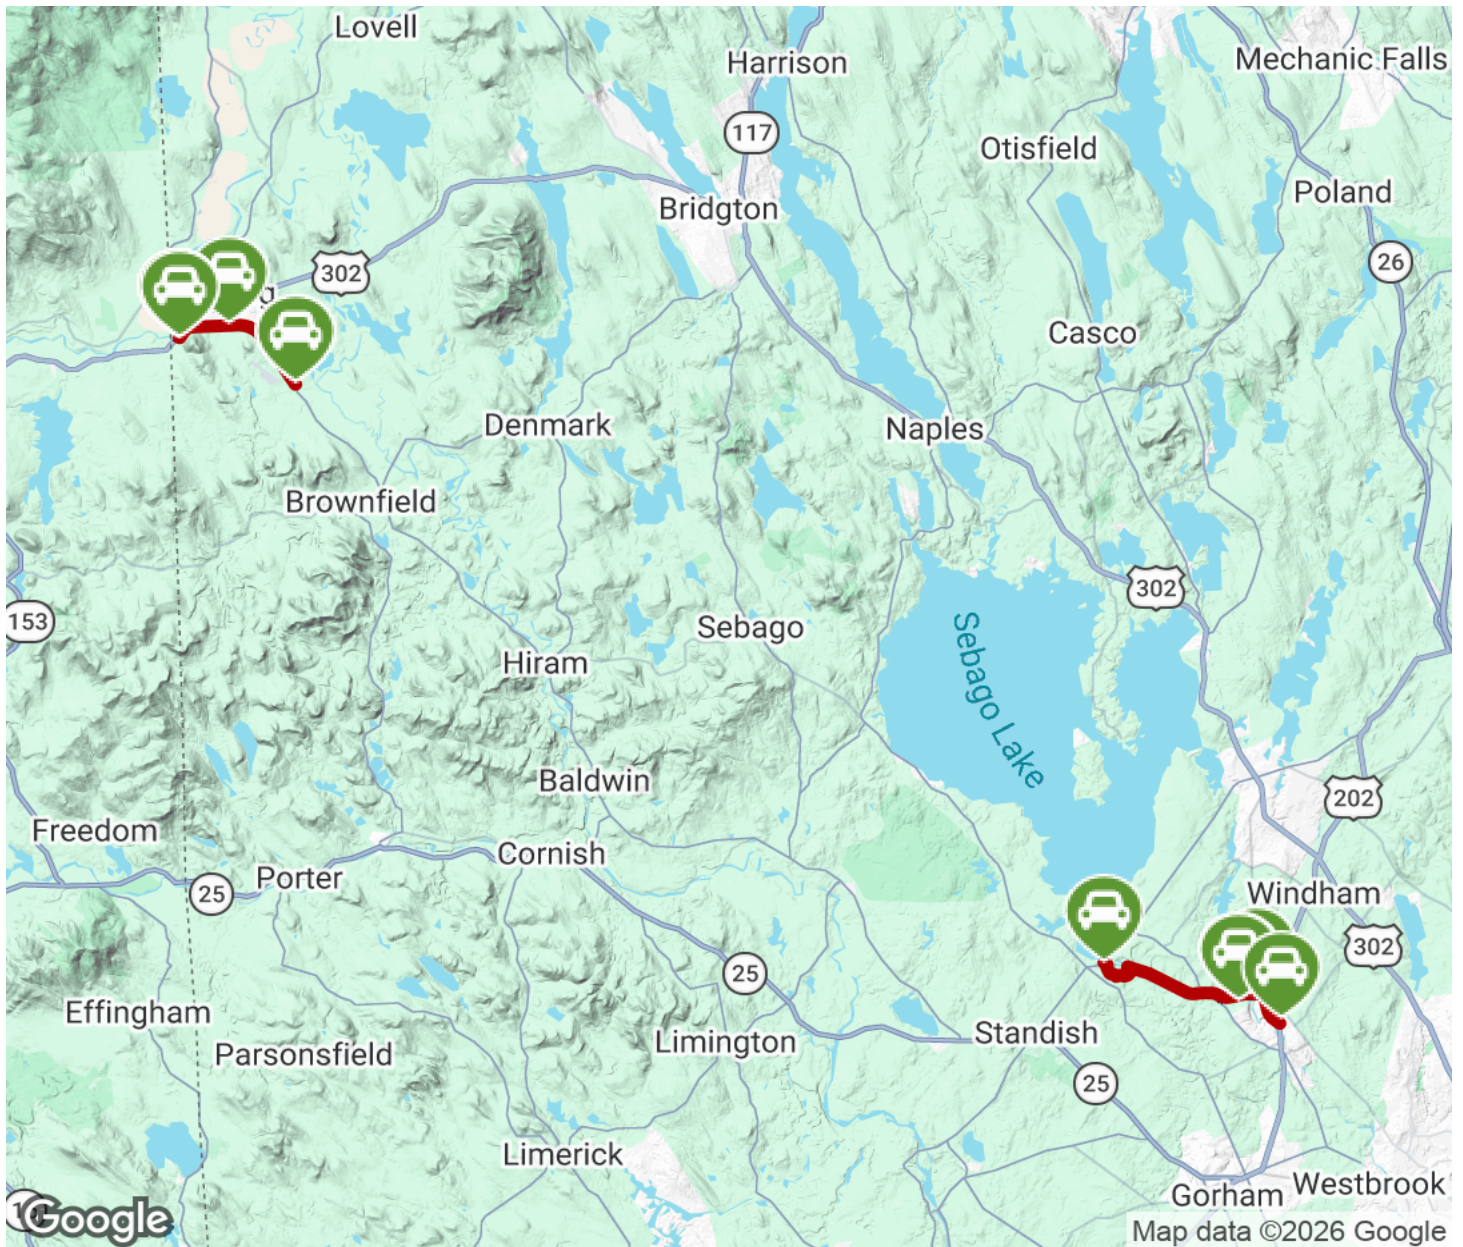 Lovell
Harrison
Mechanic Falls
117
Otisfield
Poland
Bridgton
26
302
g
Casco
Denmark
Naples
Brownfield
302
153
Sebago
Sebago Lake
Hiram
Baldwin
202
Freedom
Cornish
25
Porter
Windham
302
25
Effingham
Standish
Limington
Parsonsfield
25
Limerick
Westbrook
Gorham
Google
Map data ©2026 Google